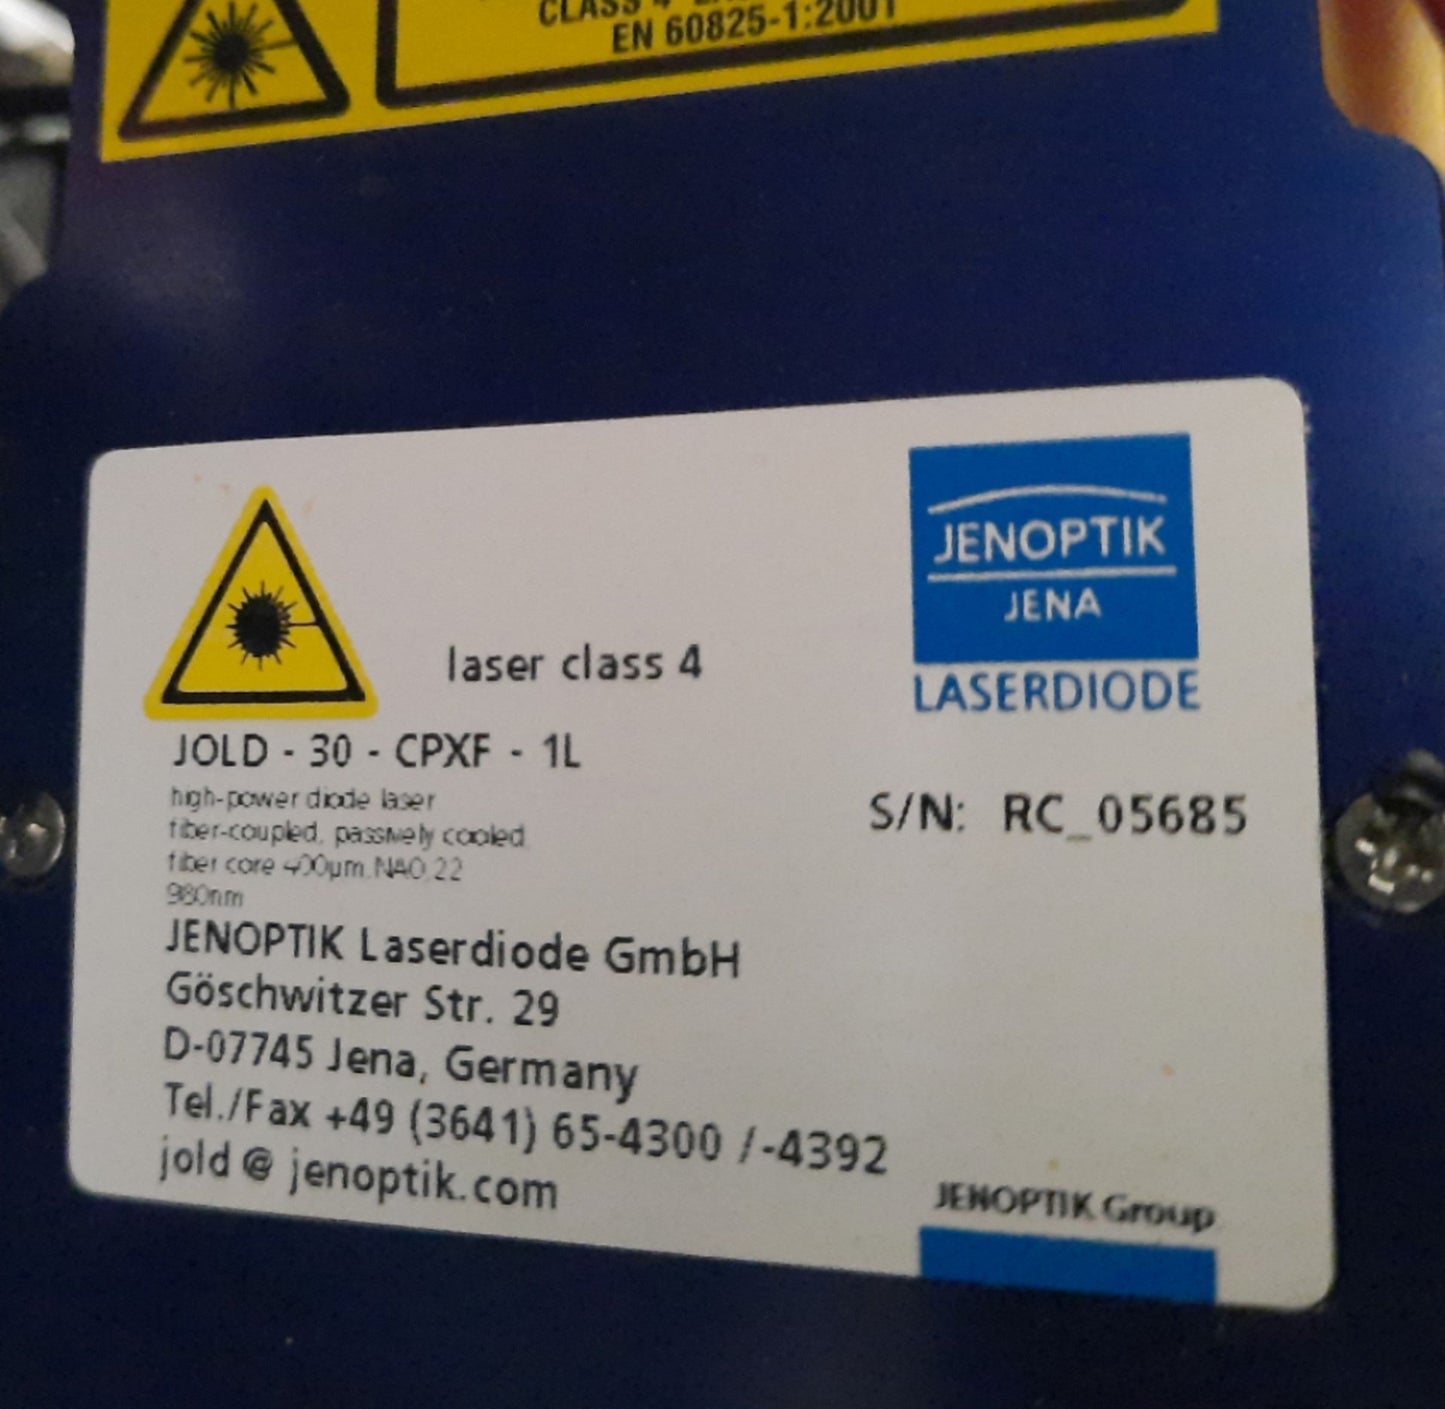 CLASS 4
EN 60825-1:2001
JENOPTIK
JENA
LASERDIODE
laser class 4
JOLD - 30 - CPXF - 1L
high-power diode laser
fiber-coupled, passively cooled
fiber core 400µm, NA0,22
980nm
S/N: RC_05685
JENOPTIK Laserdiode GmbH
Göschwitzer Str. 29
D-07745 Jena, Germany
Tel./Fax +49 (3641) 65-4300 /-4392
jold @ jenoptik.com
JENOPTIK Group